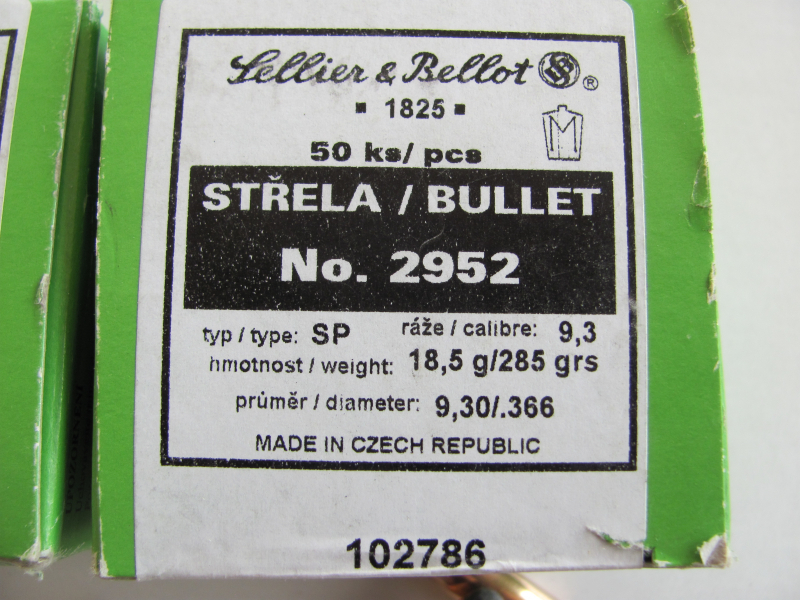 Sellier & Bellot ®
▪ 1825 ▪
50 ks/ pcs
STŘELA / BULLET
No. 2952
typ / type: SP ráže / calibre: 9,3
hmotnost / weight: 18,5 g/285 grs
průměr / diameter: 9,30/.366
MADE IN CZECH REPUBLIC
102786
UPOZORNĚNÍ